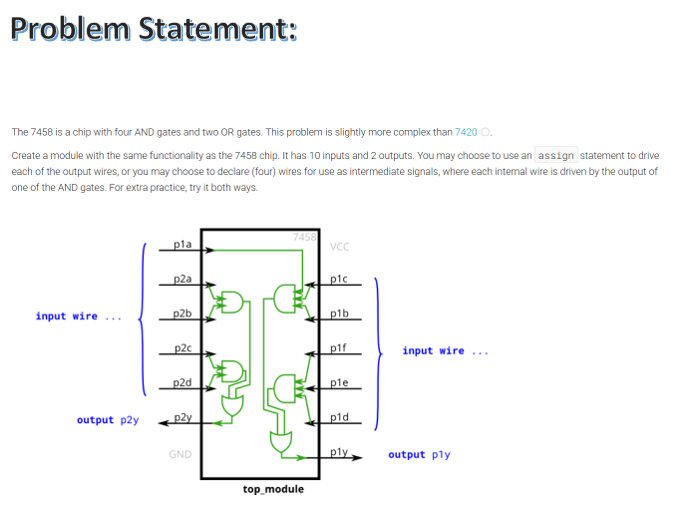 Problem Statement:
The 7458 is a chip with four AND gates and two OR gates. This problem is slightly more complex than 7420.
Create a module with the same functionality as the 7458 chip. It has 10 inputs and 2 outputs. You may choose to use an assign statement to drive
each of the output wires, or you may choose to declare (four) wires for use as intermediate signals, where each internal wire is driven by the output of
one of the AND gates. For extra practice, try it both ways.
7458
p1a
VCC
p2a
p1c
input wire ...
p2b
p1b
p2c
p1f
input wire ...
p2d
p1e
output p2y
p2y
p1d
GND
p1y
output p1y
top_module